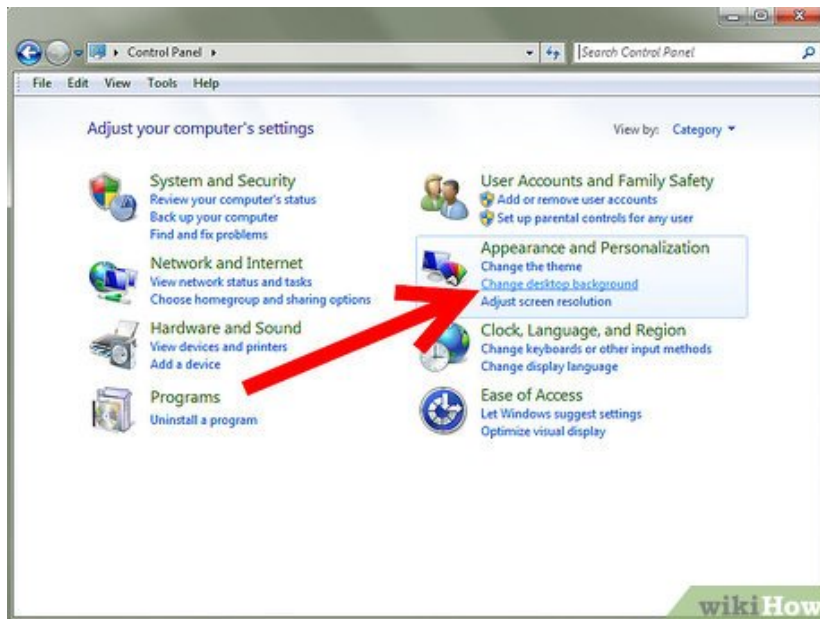 Control Panel
Search Control Panel
File Edit View Tools Help
Adjust your computer's settings
View by: Category
System and Security
Review your computer's status
Back up your computer
Find and fix problems
Network and Internet
View network status and tasks
Choose homegroup and sharing options
Hardware and Sound
View devices and printers
Add a device
Programs
Uninstall a program
User Accounts and Family Safety
Add or remove user accounts
Set up parental controls for any user
Appearance and Personalization
Change the theme
Change desktop background
Adjust screen resolution
Clock, Language, and Region
Change keyboards or other input methods
Change display language
Ease of Access
Let Windows suggest settings
Optimize visual display
wikiHow